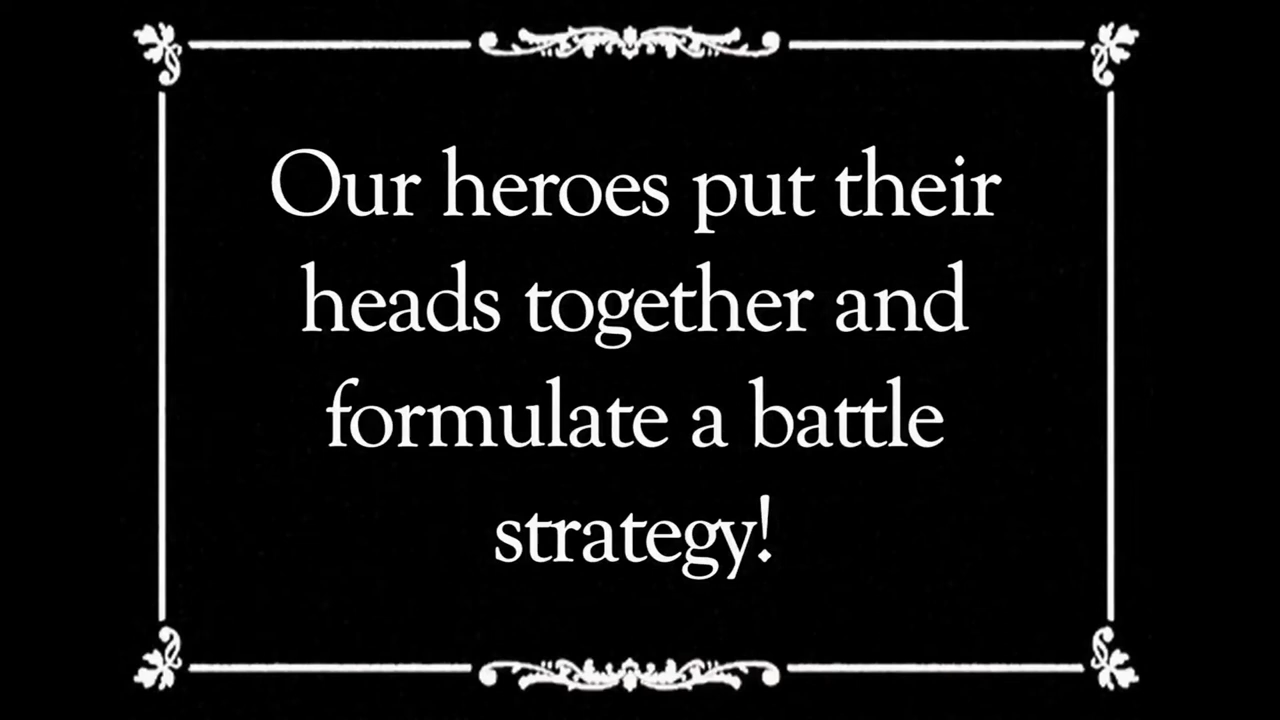 Our heroes put their
heads together and
formulate a battle
strategy!